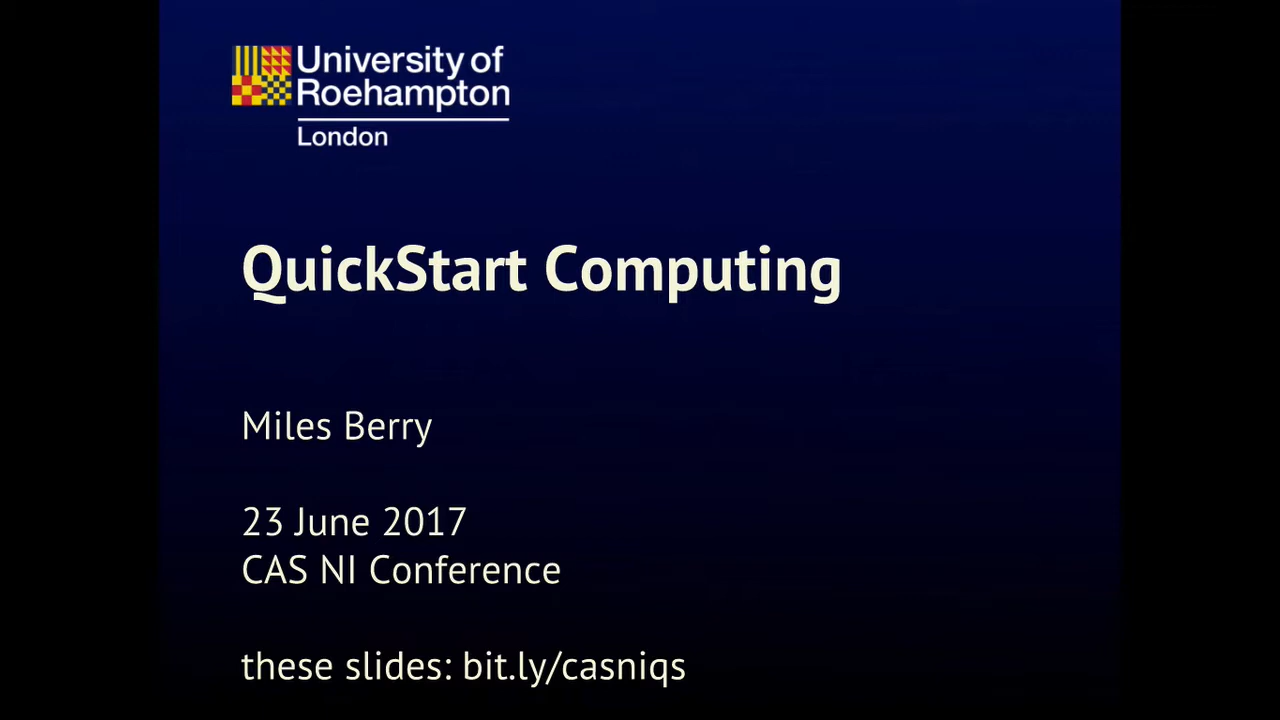 University of
Roehampton
London
QuickStart Computing
Miles Berry
23 June 2017
CAS NI Conference
these slides: bit.ly/casniqs